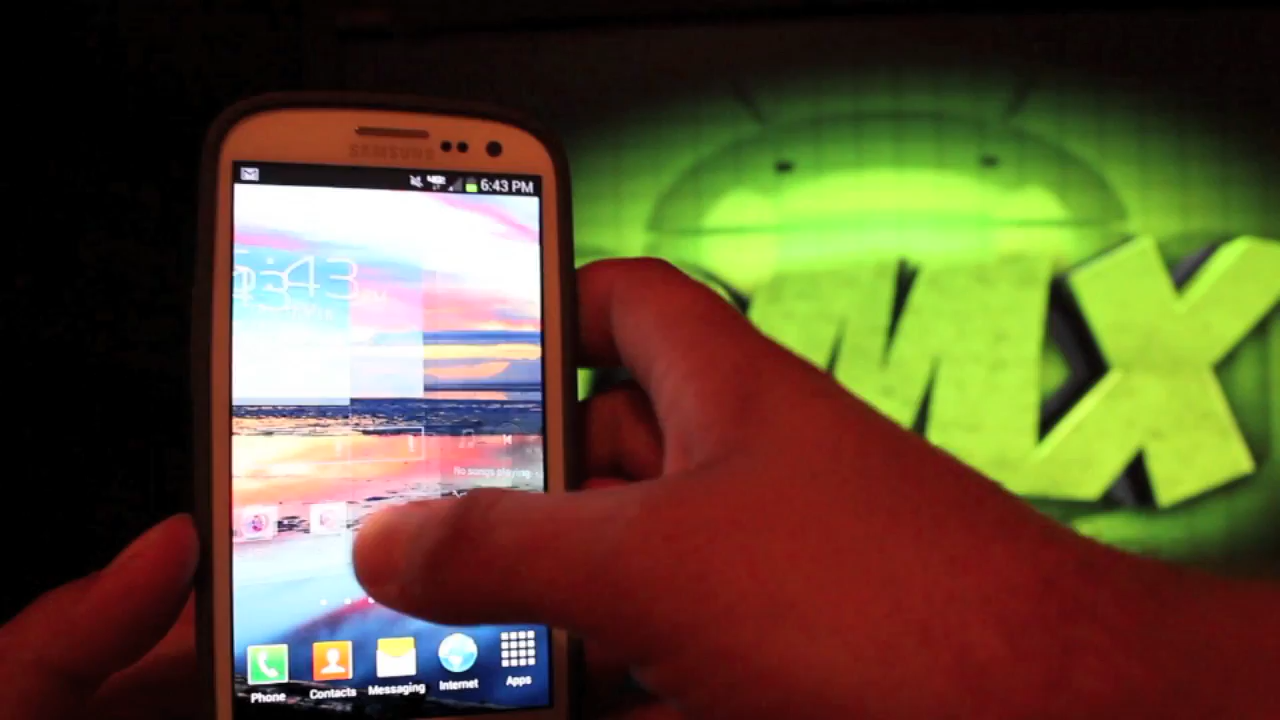 SAMSUNG
6:43 PM
MX
No songs playing
Phone
Contacts
Messaging
Internet
Apps